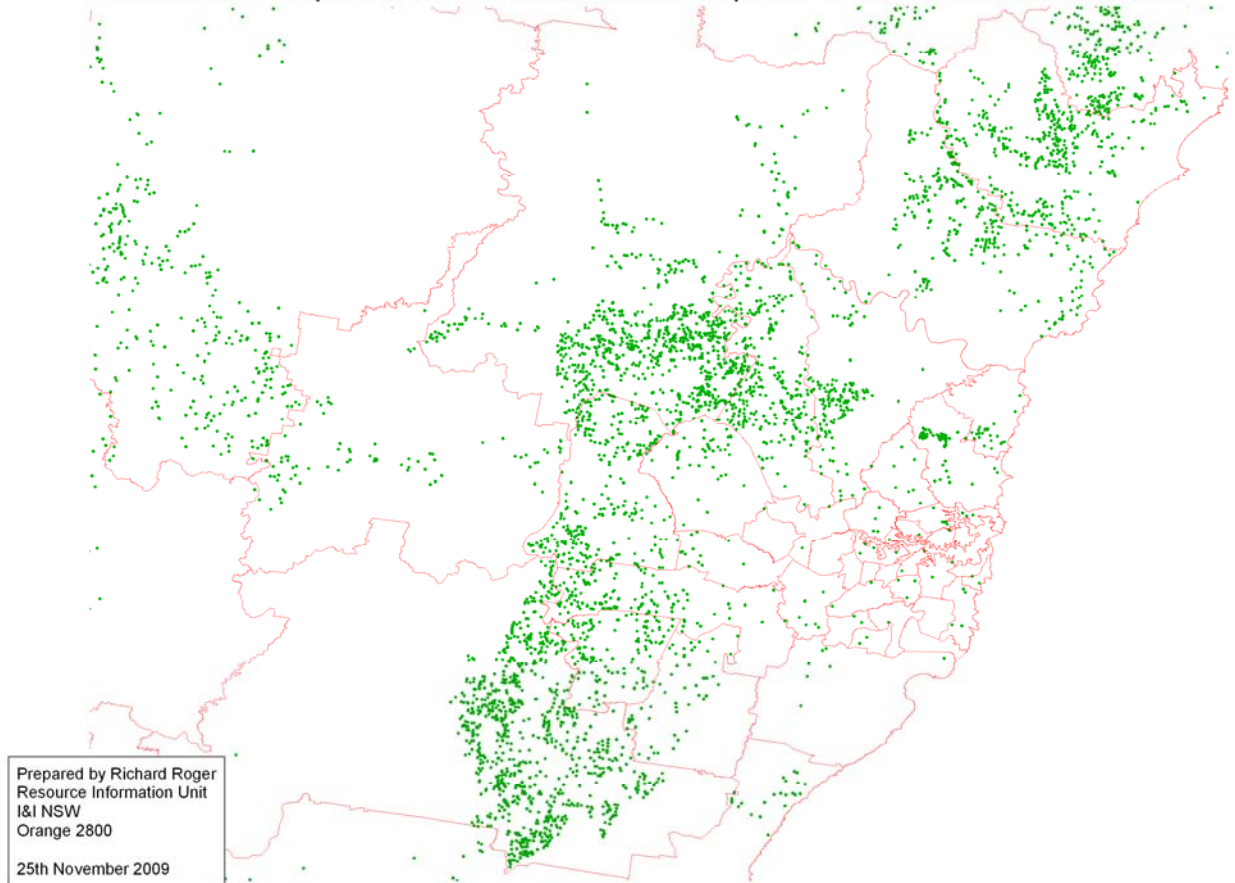 Prepared by Richard Roger
Resource Information Unit
I&I NSW
Orange 2800
25th November 2009